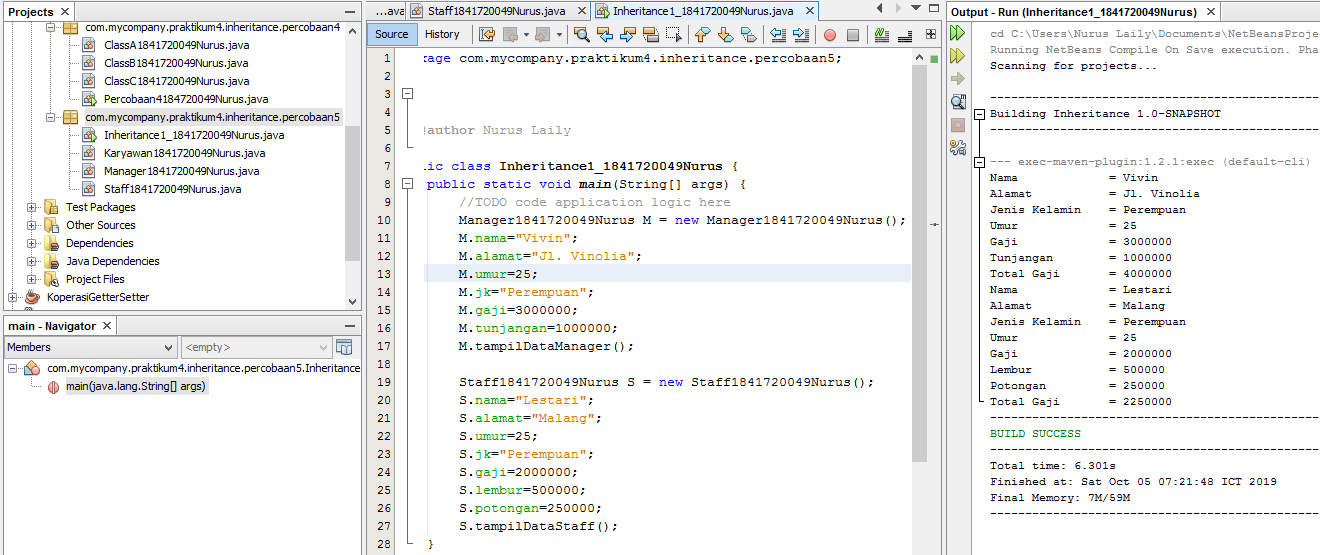 Projects
com.mycompany.praktikum4.inheritance.percobaan4
ClassA1841720049Nurus.java
ClassB1841720049Nurus.java
ClassC1841720049Nurus.java
Percobaan4184720049Nurus.java
com.mycompany.praktikum4.inheritance.percobaan5
Inheritance1_1841720049Nurus.java
Karyawan1841720049Nurus.java
Manager1841720049Nurus.java
Staff1841720049Nurus.java
Test Packages
Other Sources
Dependencies
Java Dependencies
Project Files
KoperasiGetterSetter
main - Navigator
Members
<empty>
com.mycompany.praktikum4.inheritance.percobaan5.Inheritance
main(java.lang.String[] args)
...ava
Staff1841720049Nurus.java
Inheritance1_1841720049Nurus.java
Source
History
1 kage com.mycompany.praktikum4.inheritance.percobaan5;
2
3
4
5 @author Nurus Laily
6
7 lic class Inheritance1_1841720049Nurus {
8 public static void main(String[] args) {
9 //TODO code application logic here
10 Manager1841720049Nurus M = new Manager1841720049Nurus();
11 M.nama="Vivin";
12 M.alamat="Jl. Vinolia";
13 M.umur=25;
14 M.jk="Perempuan";
15 M.gaji=3000000;
16 M.tunjangan=1000000;
17 M.tampilDataManager();
18
19 Staff1841720049Nurus S = new Staff1841720049Nurus();
20 S.nama="Lestari";
21 S.alamat="Malang";
22 S.umur=25;
23 S.jk="Perempuan";
24 S.gaji=2000000;
25 S.lembur=500000;
26 S.potongan=250000;
27 S.tampilDataStaff();
28 }
Output - Run (Inheritance1_1841720049Nurus)
cd C:\Users\Nurus Laily\Documents\NetBeansProje
Running NetBeans Compile On Save execution. Pha
Scanning for projects...
------------------------------------------------
Building Inheritance 1.0-SNAPSHOT
------------------------------------------------
--- exec-maven-plugin:1.2.1:exec (default-cli)
Nama = Vivin
Alamat = Jl. Vinolia
Jenis Kelamin = Perempuan
Umur = 25
Gaji = 3000000
Tunjangan = 1000000
Total Gaji = 4000000
Nama = Lestari
Alamat = Malang
Jenis Kelamin = Perempuan
Umur = 25
Gaji = 2000000
Lembur = 500000
Potongan = 250000
Total Gaji = 2250000
------------------------------------------------
BUILD SUCCESS
------------------------------------------------
Total time: 6.301s
Finished at: Sat Oct 05 07:21:48 ICT 2019
Final Memory: 7M/59M
------------------------------------------------